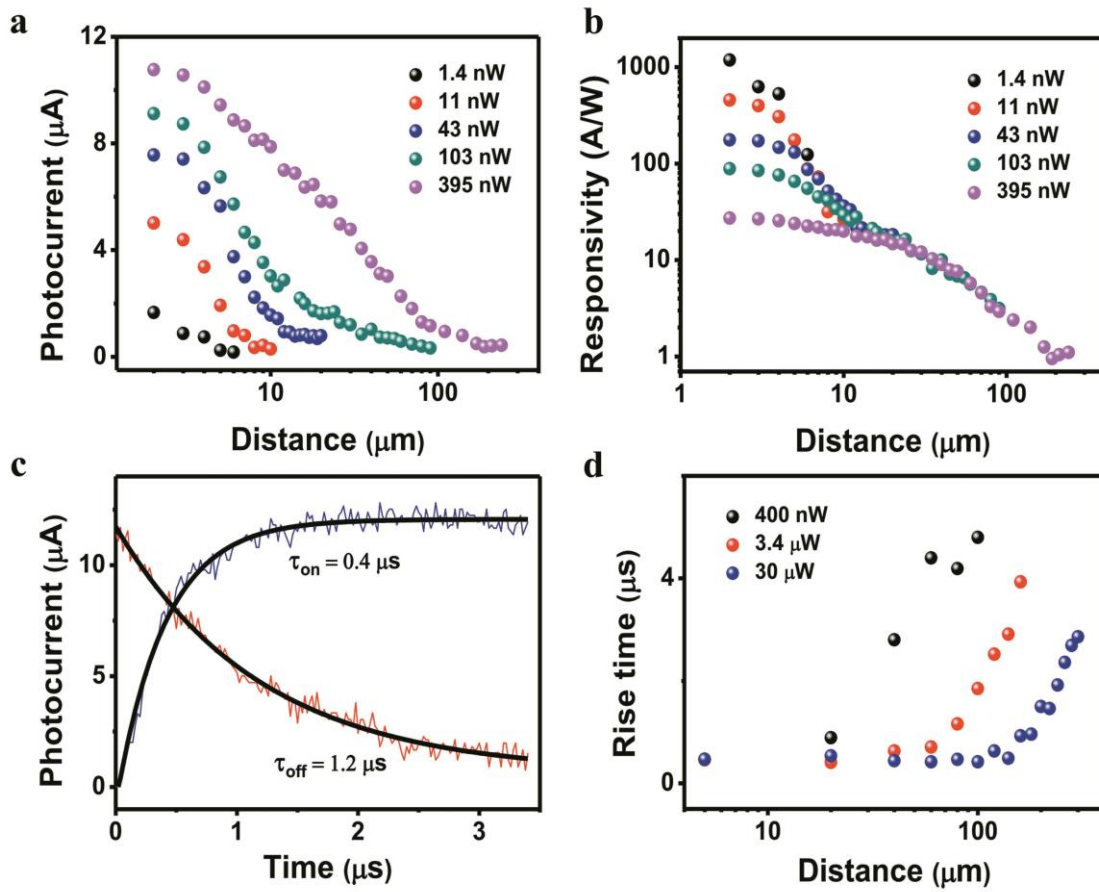 a
Photocurrent (μA)
12
8
4
0
10
100
Distance (μm)
1.4 nW
11 nW
43 nW
103 nW
395 nW
b
Responsivity (A/W)
1000
100
10
1
1
10
100
Distance (μm)
1.4 nW
11 nW
43 nW
103 nW
395 nW
c
Photocurrent (μA)
10
5
0
0
1
2
3
Time (μs)
τon = 0.4 μs
τoff = 1.2 μs
d
Rise time (μs)
4
0
10
100
Distance (μm)
400 nW
3.4 μW
30 μW